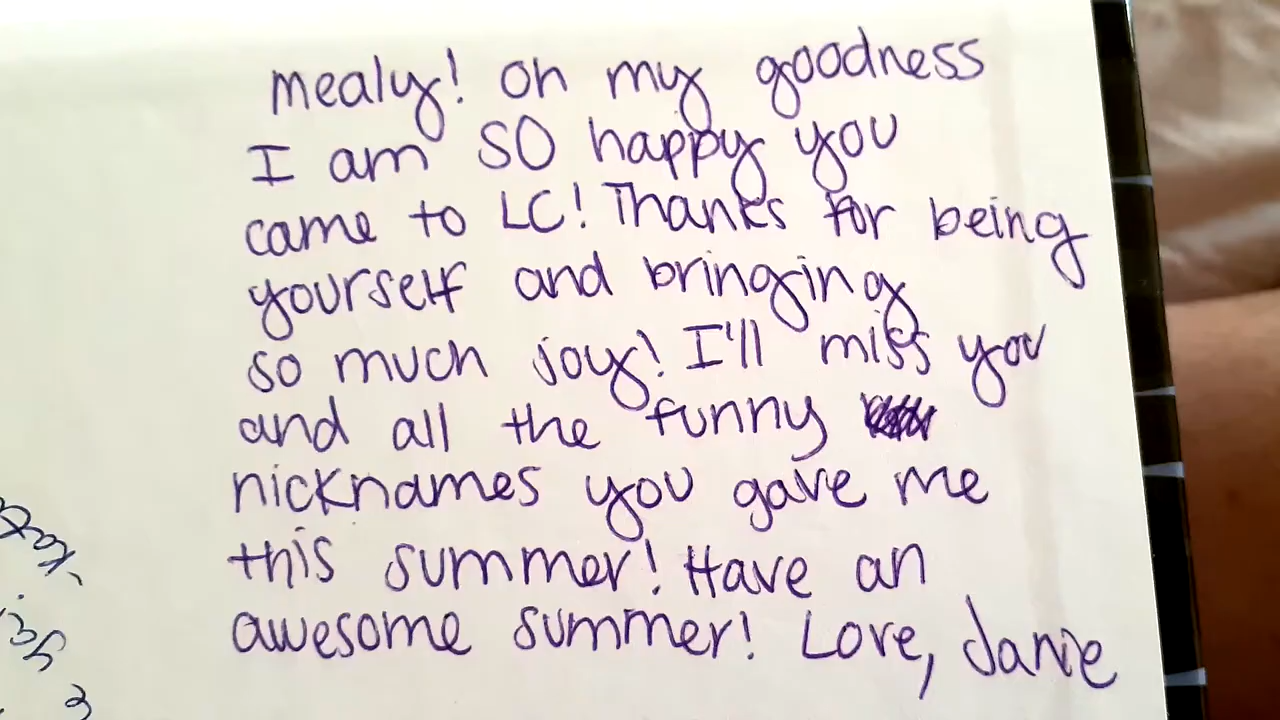 mealy! Oh my goodness
I am SO happy you
came to LC! Thanks for being
yourself and bringing
so much joy! I'll miss you
and all the funny
nicknames you gave me
this summer! Have an
awesome summer! Love, Janie